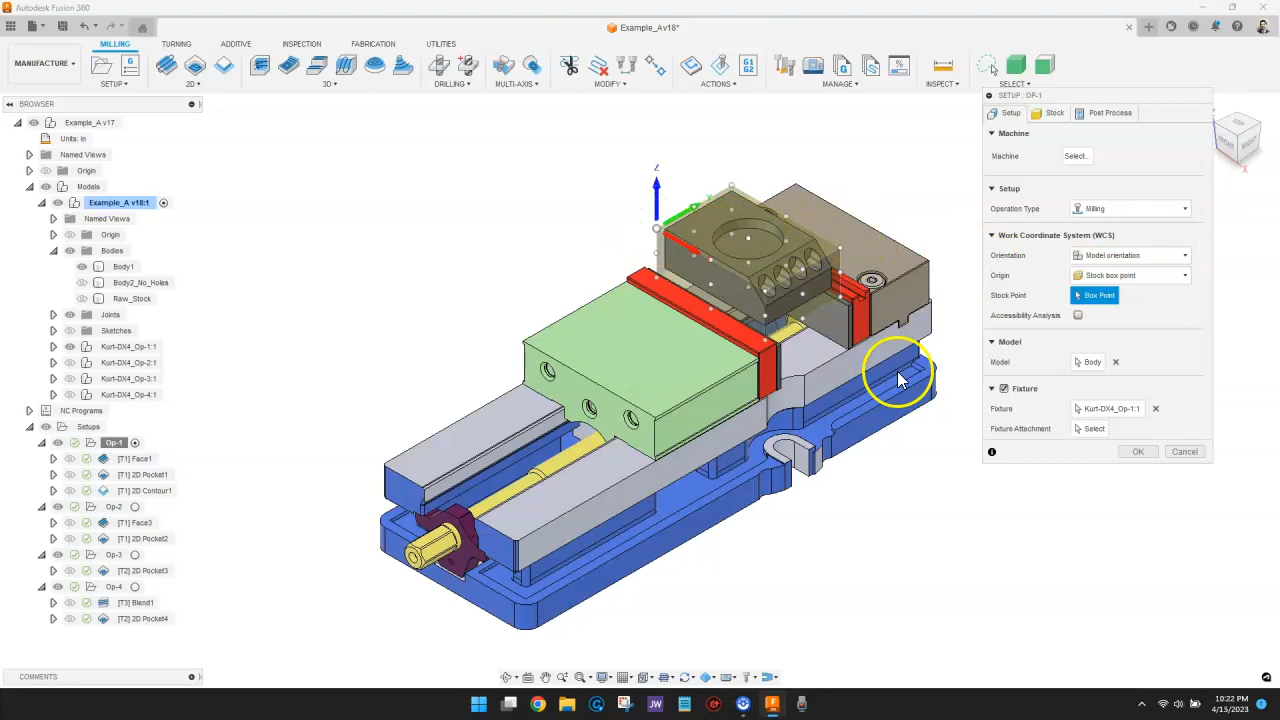 Autodesk Fusion 360
Example_Av18*
MANUFACTURE
MILLING TURNING ADDITIVE INSPECTION FABRICATION UTILITIES
G1
G2
SETUP 2D 3D DRILLING MULTI-AXIS MODIFY ACTIONS MANAGE INSPECT SELECT
BROWSER
Example_A v17
Units: in
Named Views
Origin
Models
Example_A v18:1
Named Views
Origin
Bodies
Body1
Body2_No_Holes
Raw_Stock
Joints
Sketches
Kurt-DX4_Op-1:1
Kurt-DX4_Op-2:1
Kurt-DX4_Op-3:1
Kurt-DX4_Op-4:1
NC Programs
Setups
Op-1
[T1] Face1
[T1] 2D Pocket1
[T1] 2D Contour1
Op-2
[T1] Face3
[T1] 2D Pocket2
Op-3
[T2] 2D Pocket3
Op-4
[T3] Blend1
[T2] 2D Pocket4
COMMENTS
Z
SETUP : OP-1
Setup Stock Post Process
Machine
Machine Select...
Setup
Operation Type Milling
Work Coordinate System (WCS)
Orientation Model orientation
Origin Stock box point
Stock Point Box Point
Accessibility Analysis
Model
Model Body
Fixture
Fixture Kurt-DX4_Op-1:1
Fixture Attachment Select
OK Cancel
FRONT
RIGHT
X
JW
10:22 PM
4/15/2023